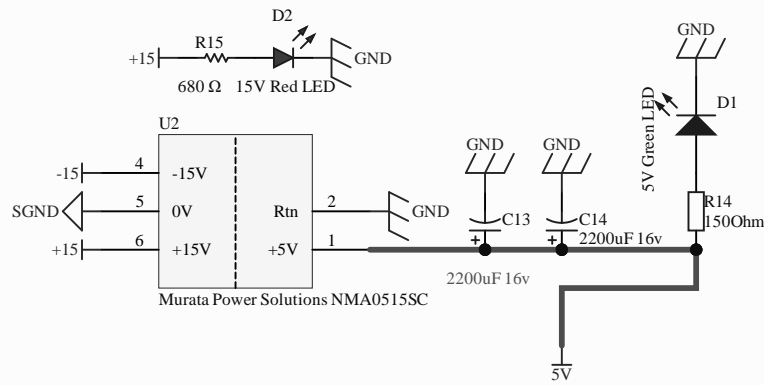 D2
R15
+15
GND
680 Ω
15V Red LED
GND
D1
5V Green LED
U2
GND
GND
-15
4
-15V
SGND
5
0V
Rtn
2
GND
C13
C14
R14
150Ohm
+15
6
+15V
+5V
1
+
+
2200uF 16v
2200uF 16v
Murata Power Solutions NMA0515SC
5V